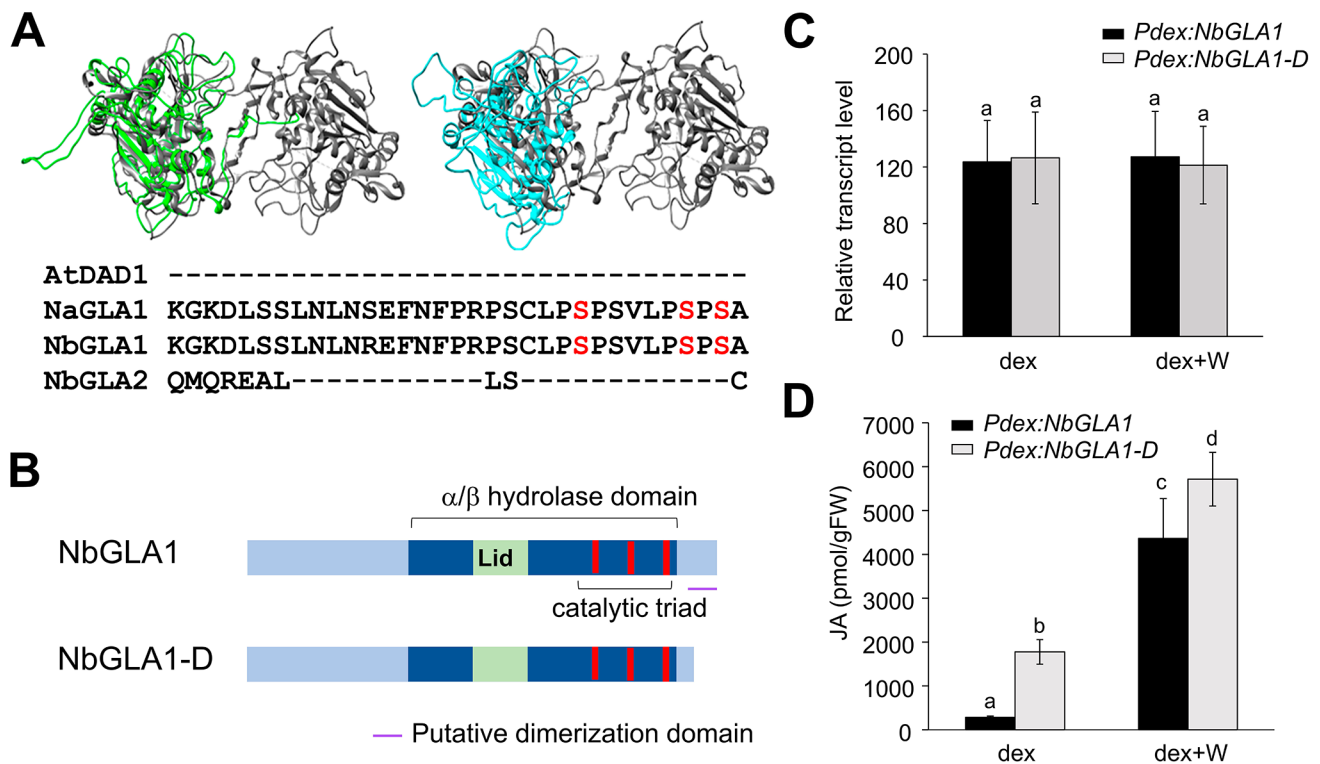 A
AtDAD1 ---------------------------------
NaGLA1 KGKDLSSLNLNSEFNFPRPSCLPSPSVLPSPSA
NbGLA1 KGKDLSSLNLNREFNFPRPSCLPSPSVLPSPSA
NbGLA2 QMQREAL-----------LS------------C
B
α/β hydrolase domain
NbGLA1
Lid
catalytic triad
NbGLA1-D
Putative dimerization domain
C
Pdex:NbGLA1
Pdex:NbGLA1-D
Relative transcript level
200
160
120
80
40
0
a
a
a
a
dex
dex+W
D
Pdex:NbGLA1
Pdex:NbGLA1-D
JA (pmol/gFW)
7000
6000
5000
4000
3000
2000
1000
0
a
b
c
d
dex
dex+W